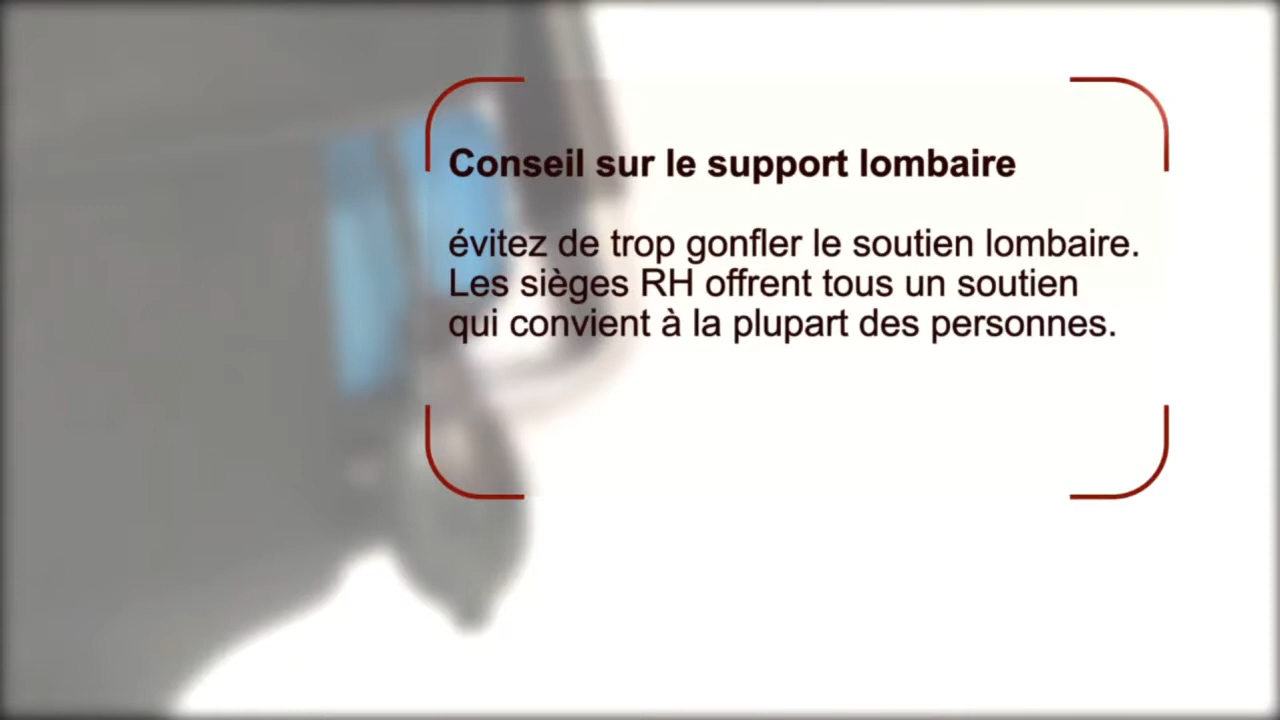 Conseil sur le support lombaire
évitez de trop gonfler le soutien lombaire.
Les sièges RH offrent tous un soutien
qui convient à la plupart des personnes.